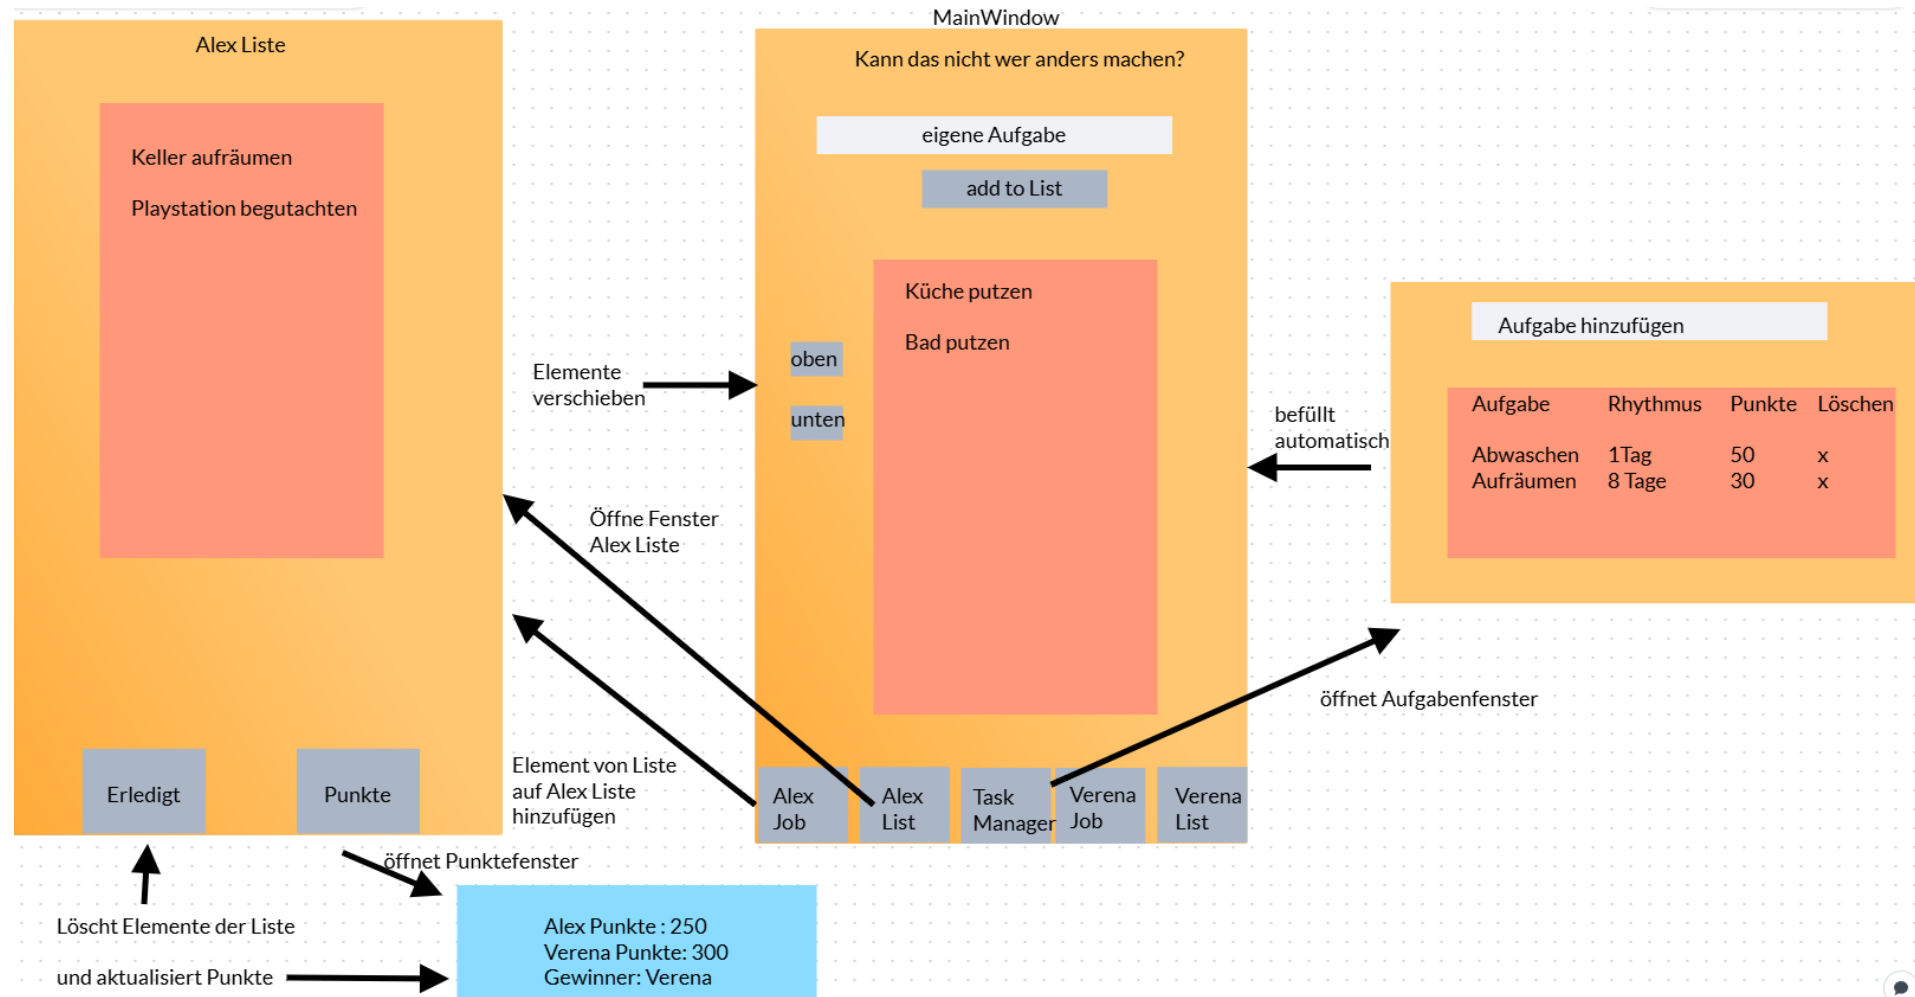 MainWindow
Alex Liste
Keller aufräumen
Playstation begutachten
Erledigt
Punkte
Kann das nicht wer anders machen?
eigene Aufgabe
add to List
Küche putzen
Bad putzen
oben
unten
Elemente
verschieben
Öffne Fenster
Alex Liste
Element von Liste
auf Alex Liste
hinzufügen
Alex
Job
Alex
List
Task
Manager
Verena
Job
Verena
List
befüllt
automatisch
Aufgabe hinzufügen
Aufgabe Rhythmus Punkte Löschen
Abwaschen 1Tag 50 x
Aufräumen 8 Tage 30 x
öffnet Aufgabenfenster
öffnet Punktefenster
Löscht Elemente der Liste
und aktualisiert Punkte
Alex Punkte : 250
Verena Punkte: 300
Gewinner: Verena